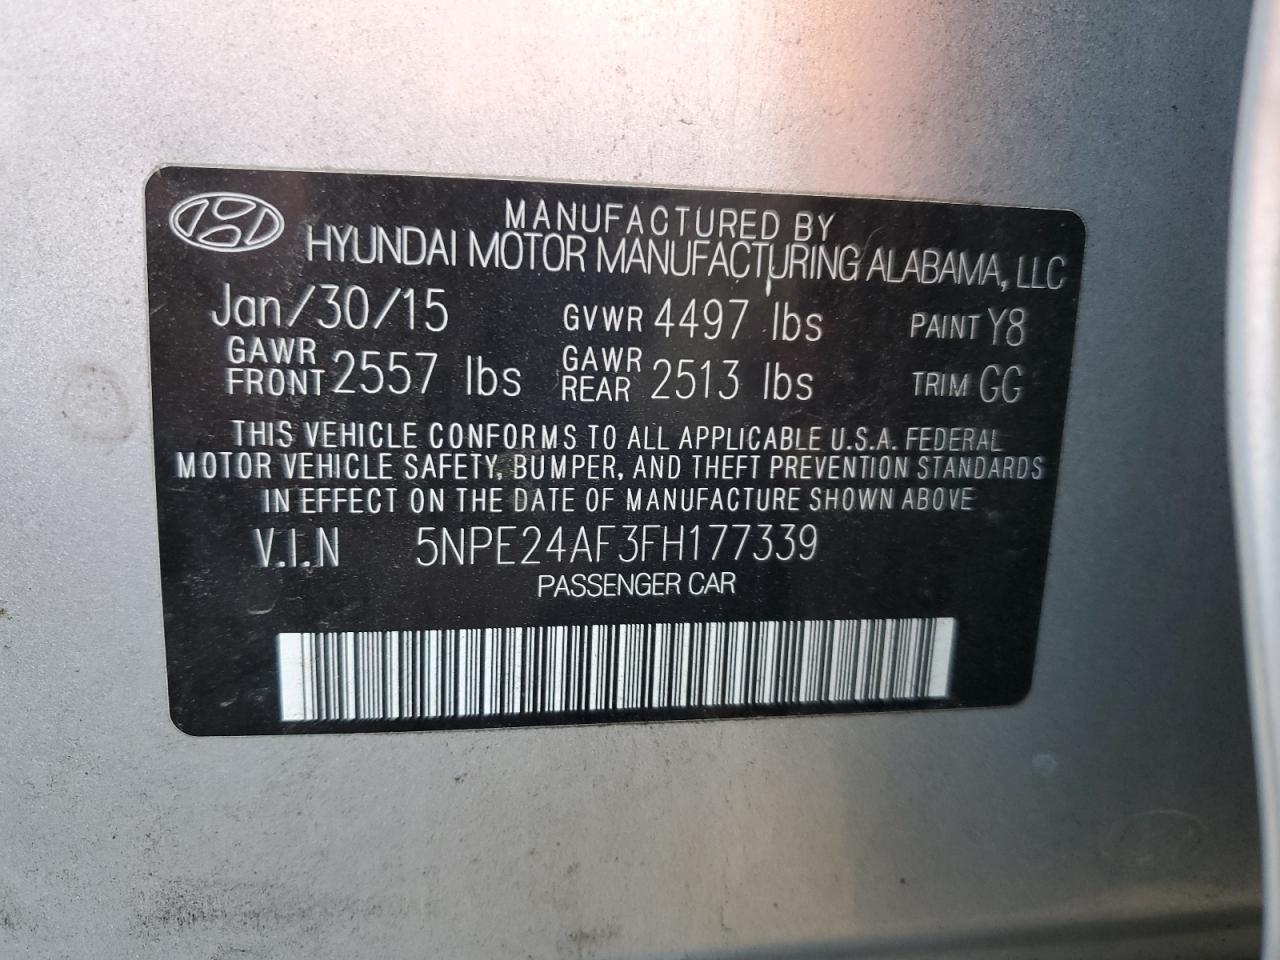 MANUFACTURED BY
HYUNDAI MOTOR MANUFACTURING ALABAMA, LLC
Jan/30/15 GVWR 4497 lbs PAINT Y8
GAWR FRONT 2557 lbs GAWR REAR 2513 lbs TRIM GG
THIS VEHICLE CONFORMS TO ALL APPLICABLE U.S.A. FEDERAL
MOTOR VEHICLE SAFETY, BUMPER, AND THEFT PREVENTION STANDARDS
IN EFFECT ON THE DATE OF MANUFACTURE SHOWN ABOVE
V.I.N 5NPE24AF3FH177339
PASSENGER CAR